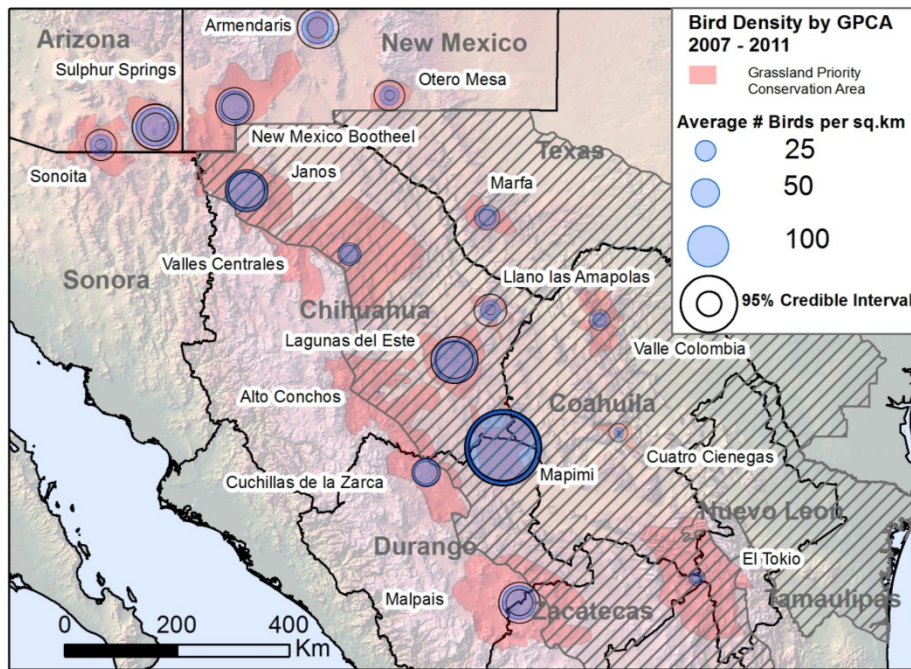 Bird Density by GPCA
2007 - 2011
Grassland Priority
Conservation Area
Average # Birds per sq.km
25
50
100
95% Credible Interval
Armendaris
Arizona
New Mexico
Sulphur Springs
Otero Mesa
New Mexico Bootheel
Texas
Sonoita
Janos
Marfa
Valles Centrales
Llano las Amapolas
Sonora
Chihuahua
Lagunas del Este
Valle Colombia
Alto Conchos
Coahuila
Cuatro Cienegas
Mapimi
Cuchillas de la Zarca
Nuevo Leon
Durango
El Tokio
Malpais
Zacatecas
Tamaulipas
0 200 400
Km